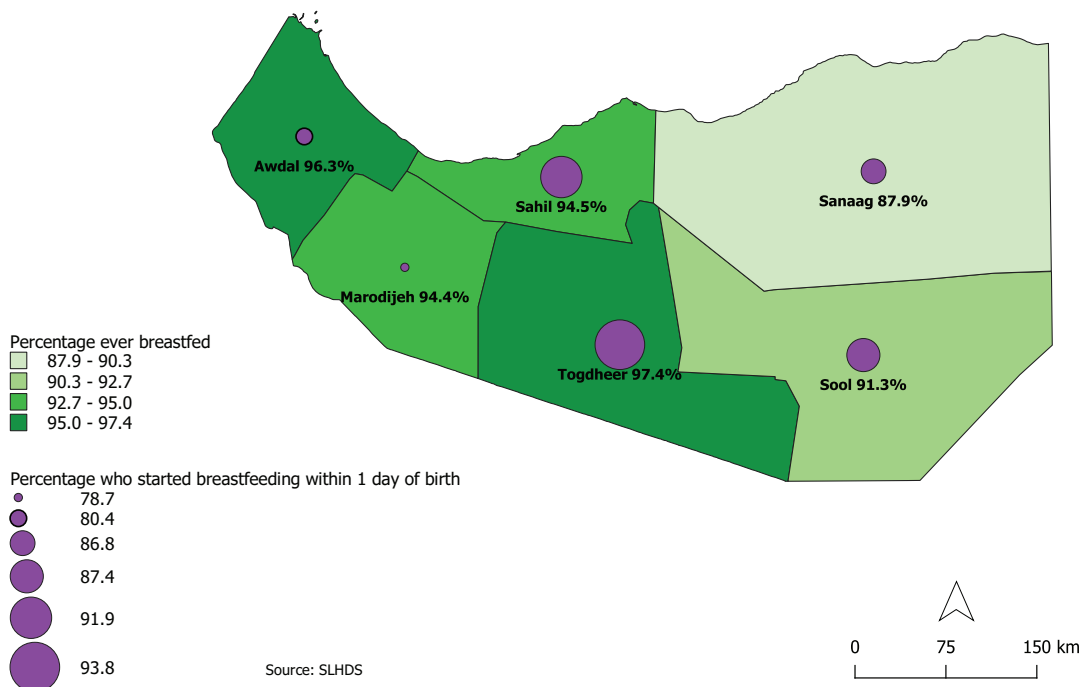 Awdal 96.3%
Sahil 94.5%
Sanaag 87.9%
Marodijeh 94.4%
Togdheer 97.4%
Sool 91.3%
Percentage ever breastfed
87.9 - 90.3
90.3 - 92.7
92.7 - 95.0
95.0 - 97.4
Percentage who started breastfeeding within 1 day of birth
78.7
80.4
86.8
87.4
91.9
93.8
Source: SLHDS
0 75 150 km